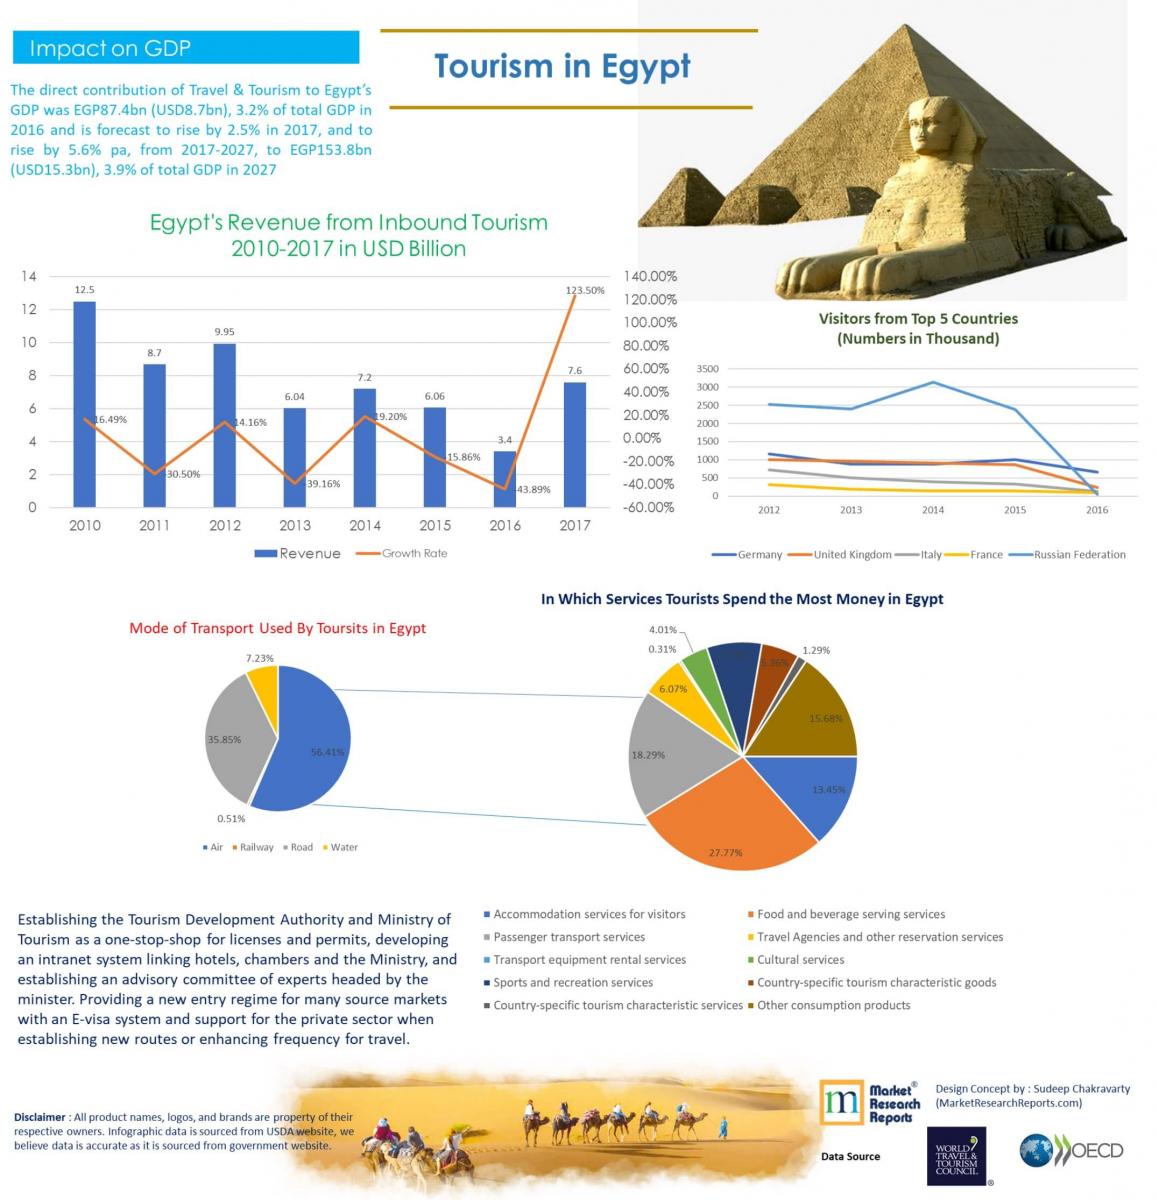 Impact on GDP
Tourism in Egypt
The direct contribution of Travel & Tourism to Egypt's
GDP was EGP87.4bn (USD8.7bn), 3.2% of total GDP in
2016 and is forecast to rise by 2.5% in 2017, and to
rise by 5.6% pa, from 2017-2027, to EGP153.8bn
(USD15.3bn), 3.9% of total GDP in 2027
Egypt's Revenue from Inbound Tourism
2010-2017 in USD Billion
14
12
10
8
6
4
2
0
12.5
8.7
9.95
6.04
7.2
6.06
3.4
7.6
16.49%
-30.50%
14.16%
-39.16%
19.20%
-15.86%
-43.89%
123.50%
140.00%
120.00%
100.00%
80.00%
60.00%
40.00%
20.00%
0.00%
-20.00%
-40.00%
-60.00%
2010 2011 2012 2013 2014 2015 2016 2017
Revenue Growth Rate
Visitors from Top 5 Countries
(Numbers in Thousand)
3500
3000
2500
2000
1500
1000
500
0
2012 2013 2014 2015 2016
Germany United Kingdom Italy France Russian Federation
Mode of Transport Used By Toursits in Egypt
7.23%
35.85%
56.41%
0.51%
Air Railway Road Water
In Which Services Tourists Spend the Most Money in Egypt
4.01%
0.31%
6.07%
18.29%
27.77%
13.45%
15.68%
1.29%
5.36%
Accommodation services for visitors
Food and beverage serving services
Passenger transport services
Travel Agencies and other reservation services
Transport equipment rental services
Cultural services
Sports and recreation services
Country-specific tourism characteristic goods
Country-specific tourism characteristic services
Other consumption products
Establishing the Tourism Development Authority and Ministry of
Tourism as a one-stop-shop for licenses and permits, developing
an intranet system linking hotels, chambers and the Ministry, and
establishing an advisory committee of experts headed by the
minister. Providing a new entry regime for many source markets
with an E-visa system and support for the private sector when
establishing new routes or enhancing frequency for travel.
Disclaimer : All product names, logos, and brands are property of their
respective owners. Infographic data is sourced from USDA website, we
believe data is accurate as it is sourced from government website.
m
Market®
Research
Reports
Design Concept by : Sudeep Chakravarty
(MarketResearchReports.com)
Data Source
WORLD
TRAVEL &
TOURISM
COUNCIL
®
OECD